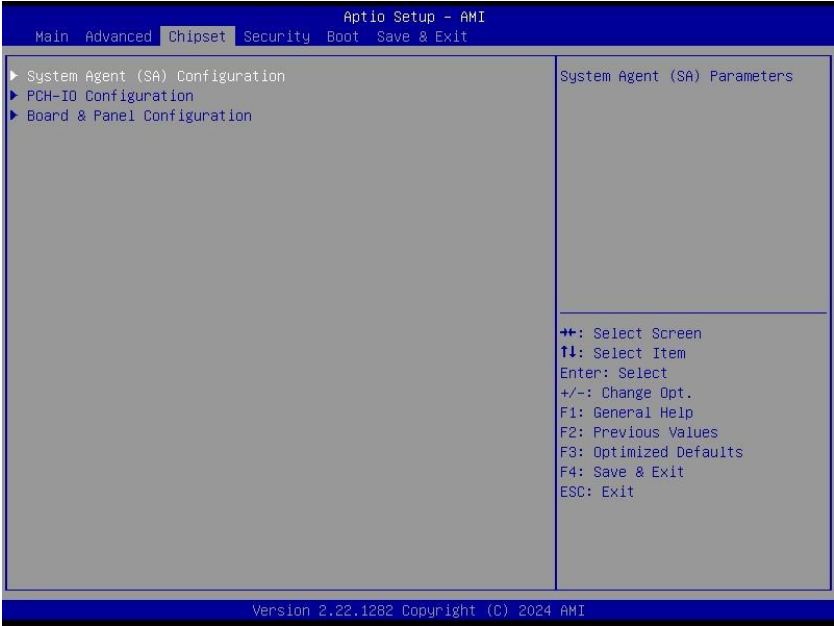 Aptio Setup - AMI
Main Advanced Chipset Security Boot Save & Exit
▶ System Agent (SA) Configuration
▶ PCH-IO Configuration
▶ Board & Panel Configuration
System Agent (SA) Parameters
→←: Select Screen
↑↓: Select Item
Enter: Select
+/-: Change Opt.
F1: General Help
F2: Previous Values
F3: Optimized Defaults
F4: Save & Exit
ESC: Exit
Version 2.22.1282 Copyright (C) 2024 AMI